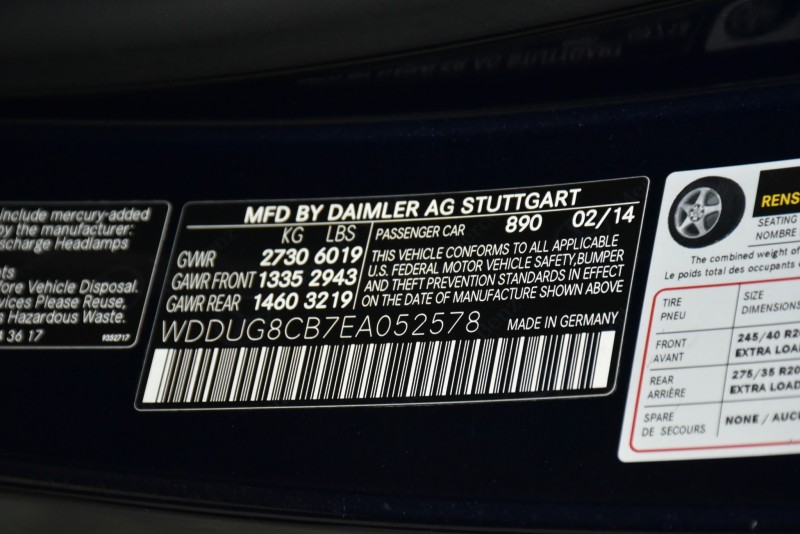 include mercury-added
by the manufacturer:
scharge Headlamps
ts
fore Vehicle Disposal.
vices Please Reuse,
s Hazardous Waste.
4 36 17
MFD BY DAIMLER AG STUTTGART
KG LBS
GVWR 2730 6019
GAWR FRONT 1335 2943
GAWR REAR 1460 3219
PASSENGER CAR 890 02/14
THIS VEHICLE CONFORMS TO ALL APPLICABLE
U.S. FEDERAL MOTOR VEHICLE SAFETY,BUMPER
AND THEFT PREVENTION STANDARDS IN EFFECT
ON THE DATE OF MANUFACTURE SHOWN ABOVE
WDDUG8CB7EA052578 MADE IN GERMANY
RENS
SEATING
NOMBRE
The combined weight of
Le poids total des occupants
TIRE SIZE
PNEU DIMENSIONS
FRONT 245/40 R20
AVANT EXTRA LOAD
REAR 275/35 R20
ARRIÈRE EXTRA LOAD
SPARE NONE / AUCU
DE SECOURS